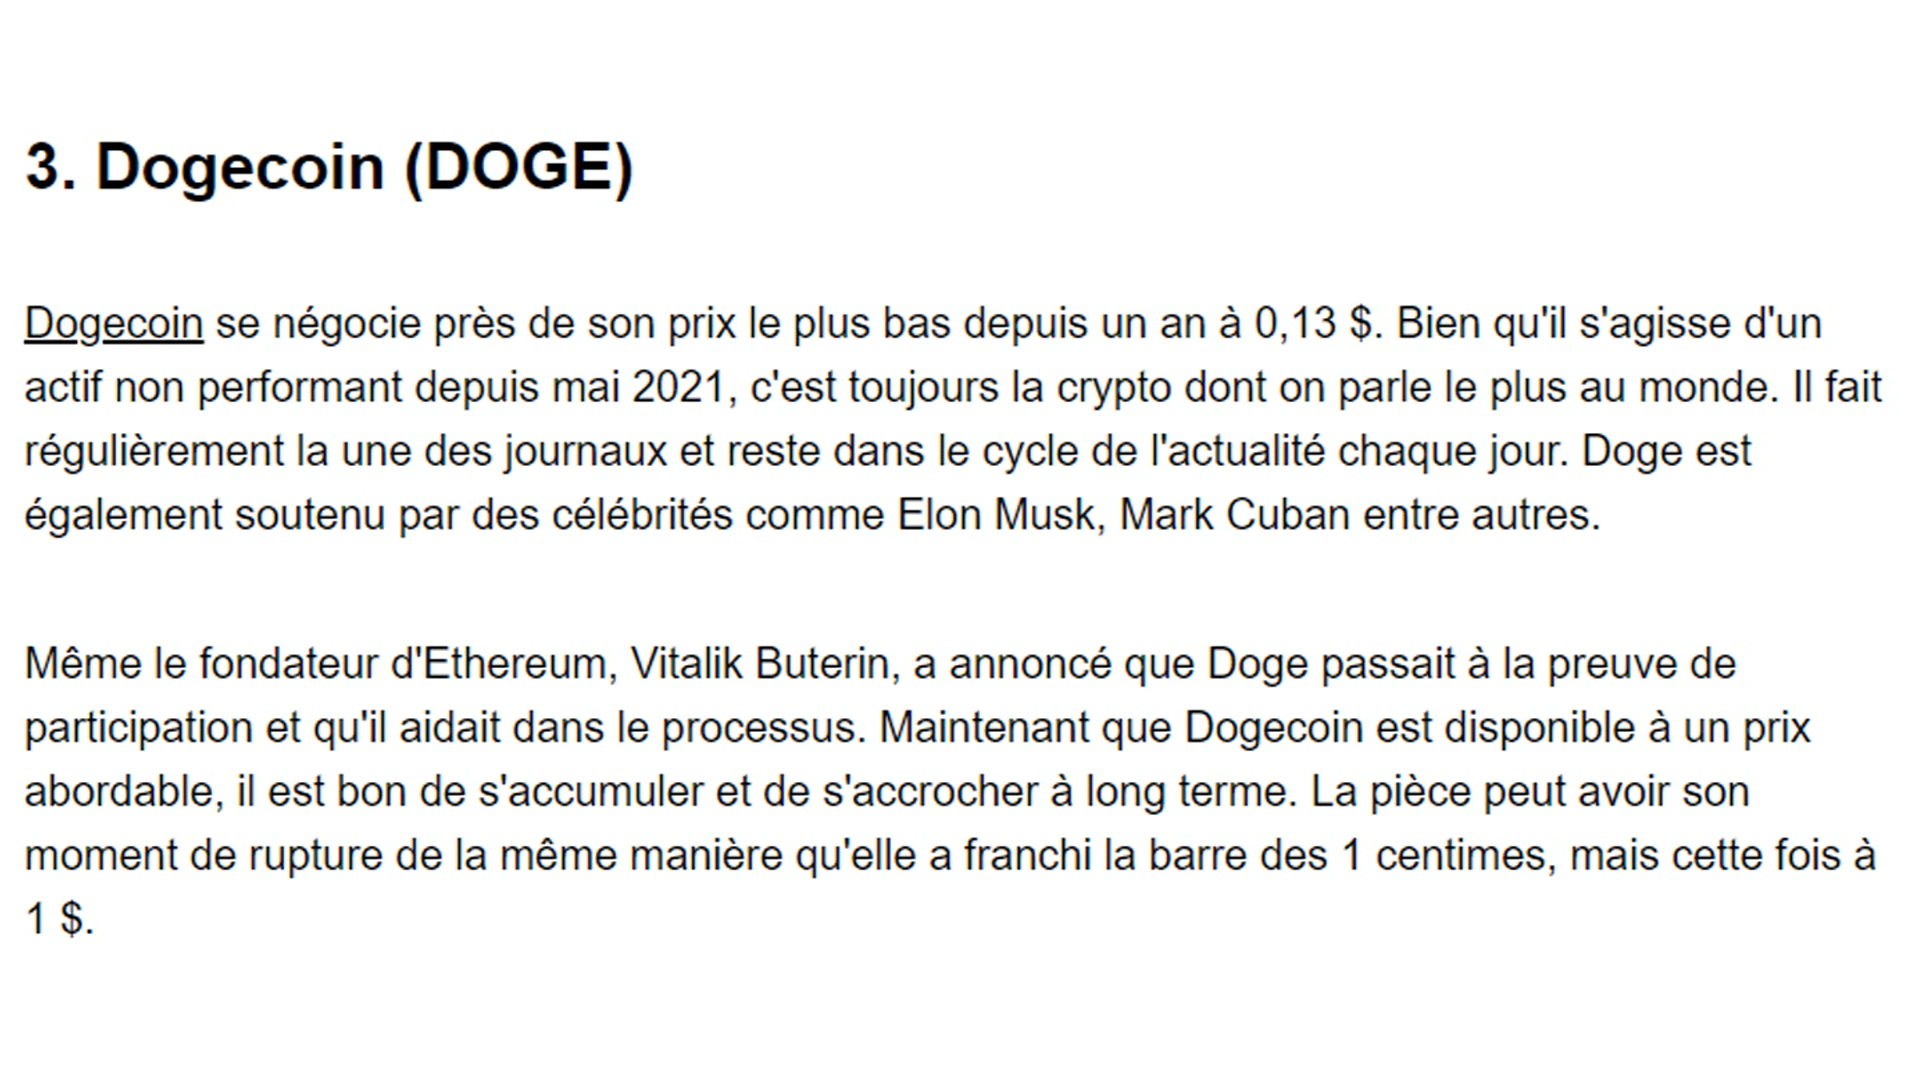 3. Dogecoin (DOGE)
Dogecoin se négocie près de son prix le plus bas depuis un an à 0,13 $. Bien qu'il s'agisse d'un
actif non performant depuis mai 2021, c'est toujours la crypto dont on parle le plus au monde. Il fait
régulièrement la une des journaux et reste dans le cycle de l'actualité chaque jour. Doge est
également soutenu par des célébrités comme Elon Musk, Mark Cuban entre autres.
Même le fondateur d'Ethereum, Vitalik Buterin, a annoncé que Doge passait à la preuve de
participation et qu'il aidait dans le processus. Maintenant que Dogecoin est disponible à un prix
abordable, il est bon de s'accumuler et de s'accrocher à long terme. La pièce peut avoir son
moment de rupture de la même manière qu'elle a franchi la barre des 1 centimes, mais cette fois à
1 $.